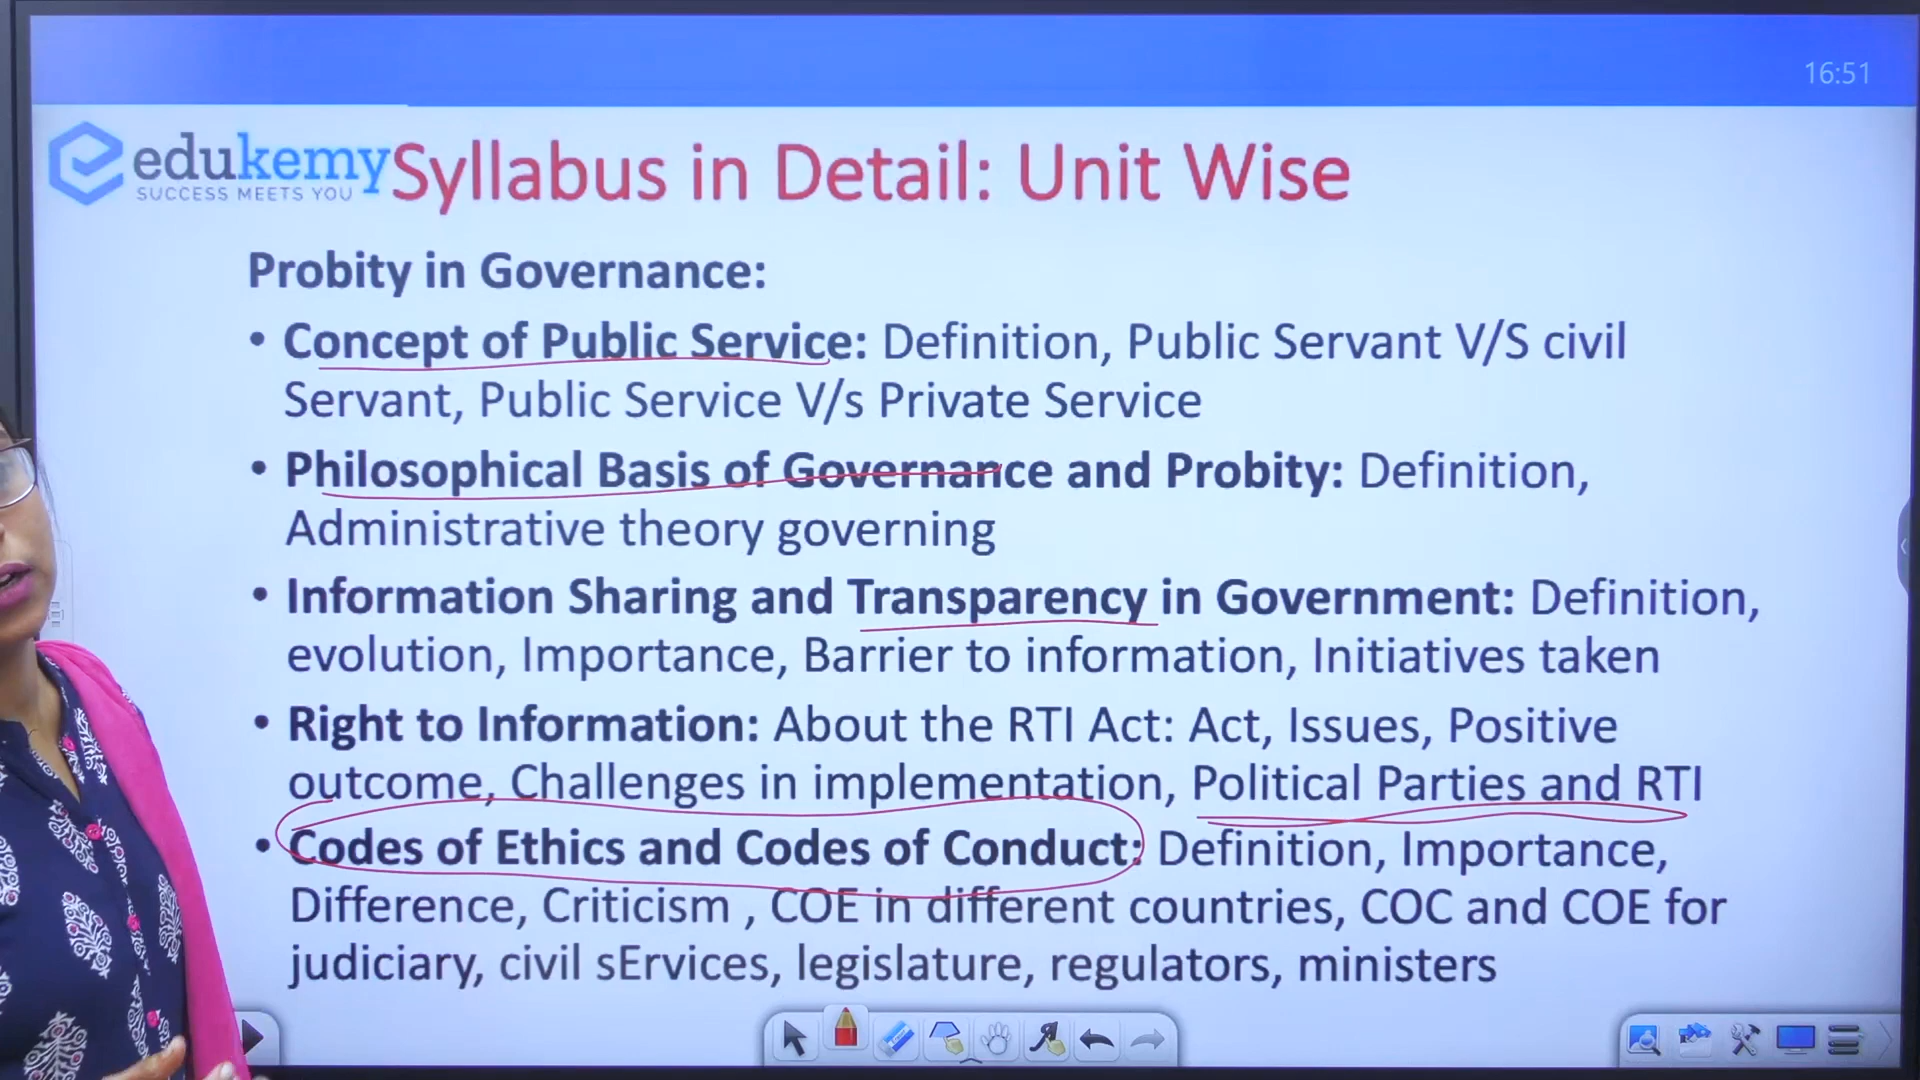 16:51
edukemy
SUCCESS MEETS YOU
Syllabus in Detail: Unit Wise
Probity in Governance:
• Concept of Public Service: Definition, Public Servant V/S civil
Servant, Public Service V/s Private Service
• Philosophical Basis of Governance and Probity: Definition,
Administrative theory governing
• Information Sharing and Transparency in Government: Definition,
evolution, Importance, Barrier to information, Initiatives taken
• Right to Information: About the RTI Act: Act, Issues, Positive
outcome, Challenges in implementation, Political Parties and RTI
• Codes of Ethics and Codes of Conduct: Definition, Importance,
Difference, Criticism , COE in different countries, COC and COE for
judiciary, civil sErvices, legislature, regulators, ministers